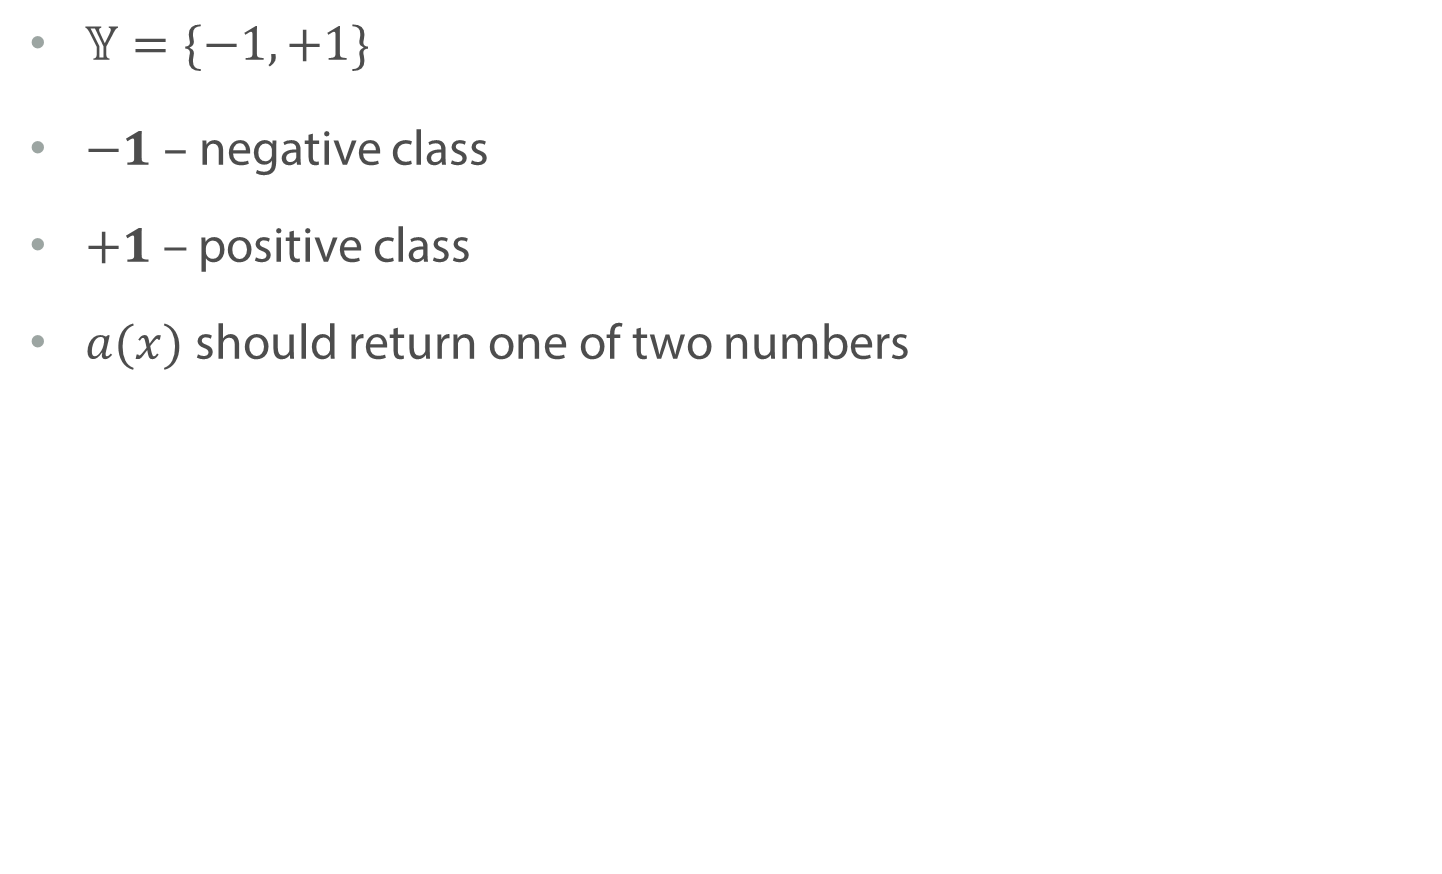 • 𝕐 = {−1, +1}
• −1 – negative class
• +1 – positive class
• 𝑎(𝑥) should return one of two numbers